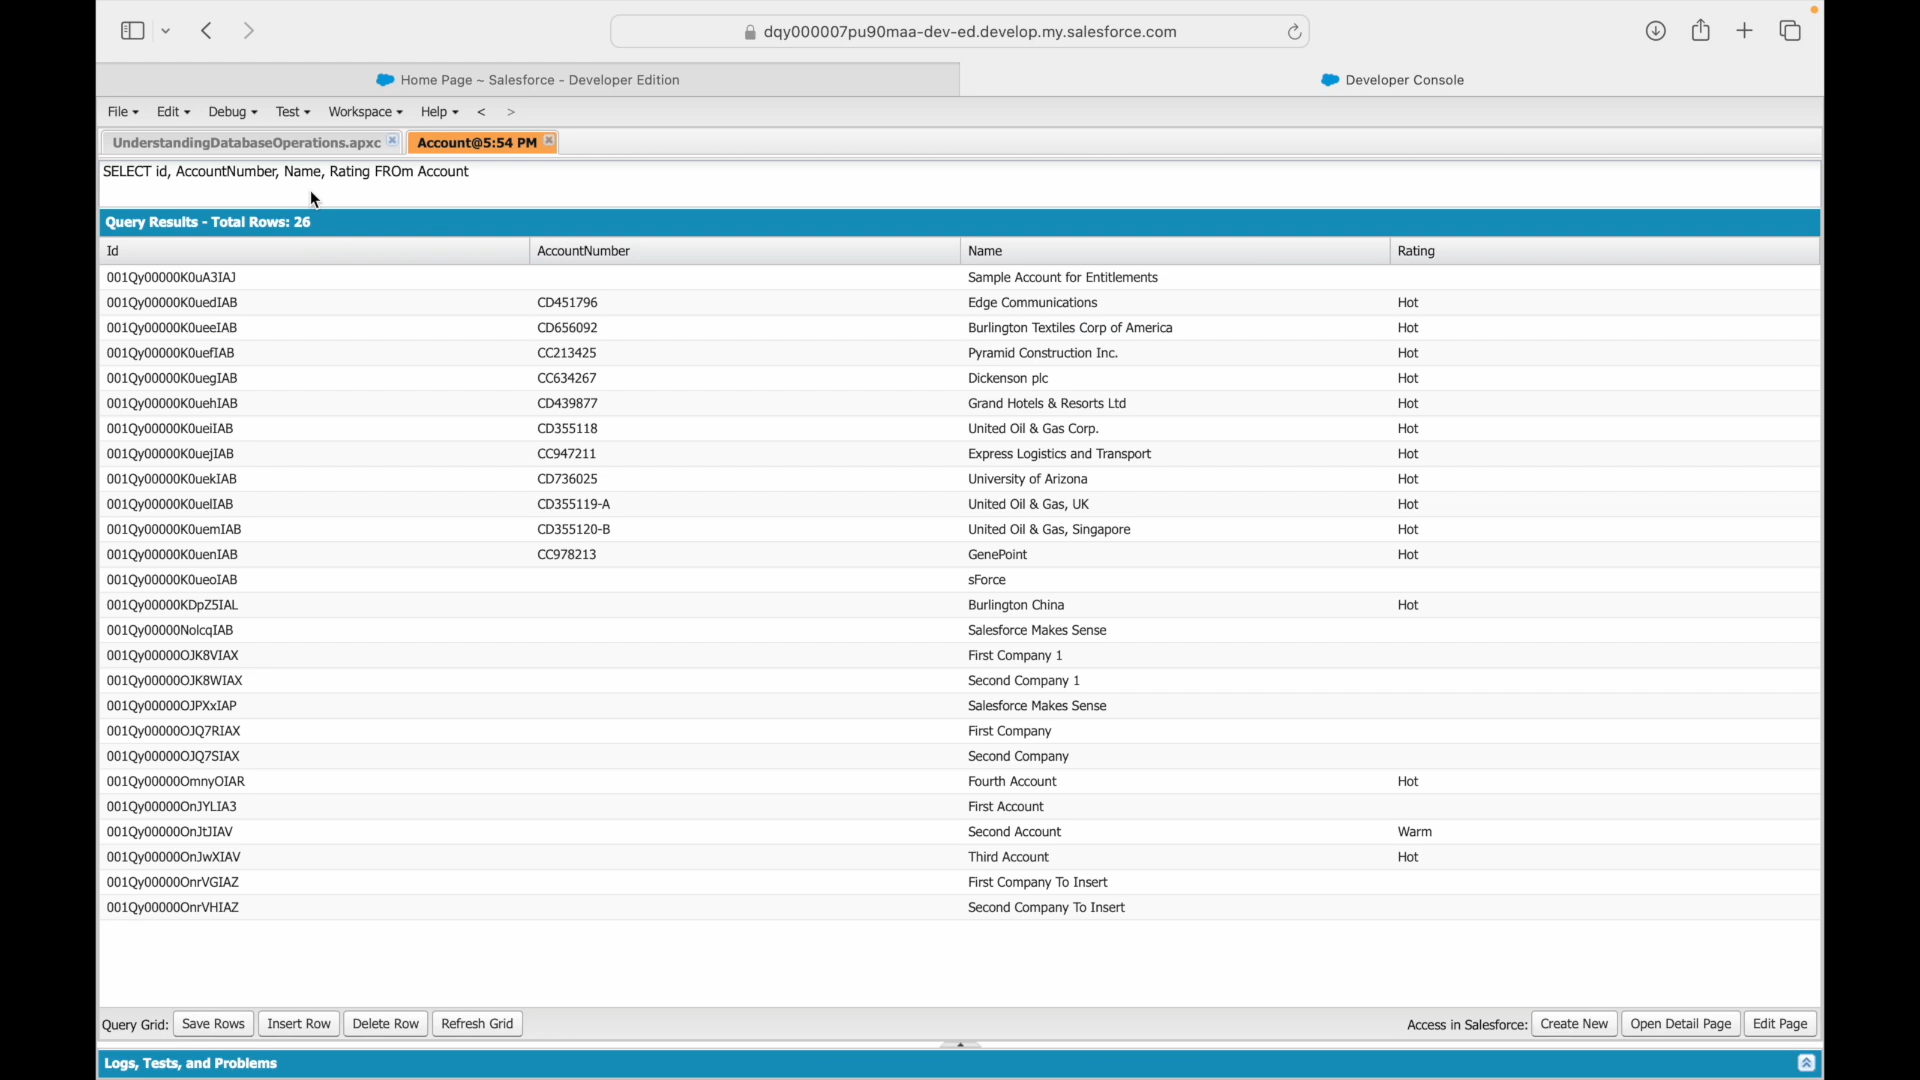 dqy000007pu90maa-dev-ed.develop.my.salesforce.com
Home Page ~ Salesforce - Developer Edition
Developer Console
File Edit Debug Test Workspace Help < >
UnderstandingDatabaseOperations.apxc
Account@5:54 PM
SELECT id, AccountNumber, Name, Rating FROm Account
Query Results - Total Rows: 26
Id AccountNumber Name Rating
001Qy00000K0uA3IAJ Sample Account for Entitlements
001Qy00000K0uedIAB CD451796 Edge Communications Hot
001Qy00000K0ueeIAB CD656092 Burlington Textiles Corp of America Hot
001Qy00000K0uefIAB CC213425 Pyramid Construction Inc. Hot
001Qy00000K0uegIAB CC634267 Dickenson plc Hot
001Qy00000K0uehIAB CD439877 Grand Hotels & Resorts Ltd Hot
001Qy00000K0ueiIAB CD355118 United Oil & Gas Corp. Hot
001Qy00000K0uejIAB CC947211 Express Logistics and Transport Hot
001Qy00000K0uekIAB CD736025 University of Arizona Hot
001Qy00000K0uelIAB CD355119-A United Oil & Gas, UK Hot
001Qy00000K0uemIAB CD355120-B United Oil & Gas, Singapore Hot
001Qy00000K0uenIAB CC978213 GenePoint Hot
001Qy00000K0ueoIAB sForce
001Qy00000KDpZ5IAL Burlington China Hot
001Qy00000NolcqIAB Salesforce Makes Sense
001Qy00000OJK8VIAX First Company 1
001Qy00000OJK8WIAX Second Company 1
001Qy00000OJPXxIAP Salesforce Makes Sense
001Qy00000OJQ7RIAX First Company
001Qy00000OJQ7SIAX Second Company
001Qy00000OmnyOIAR Fourth Account Hot
001Qy00000OnJYLIA3 First Account
001Qy00000OnJtJIAV Second Account Warm
001Qy00000OnJwXIAV Third Account Hot
001Qy00000OnrVGIAZ First Company To Insert
001Qy00000OnrVHIAZ Second Company To Insert
Query Grid: Save Rows Insert Row Delete Row Refresh Grid Access in Salesforce: Create New Open Detail Page Edit Page
Logs, Tests, and Problems